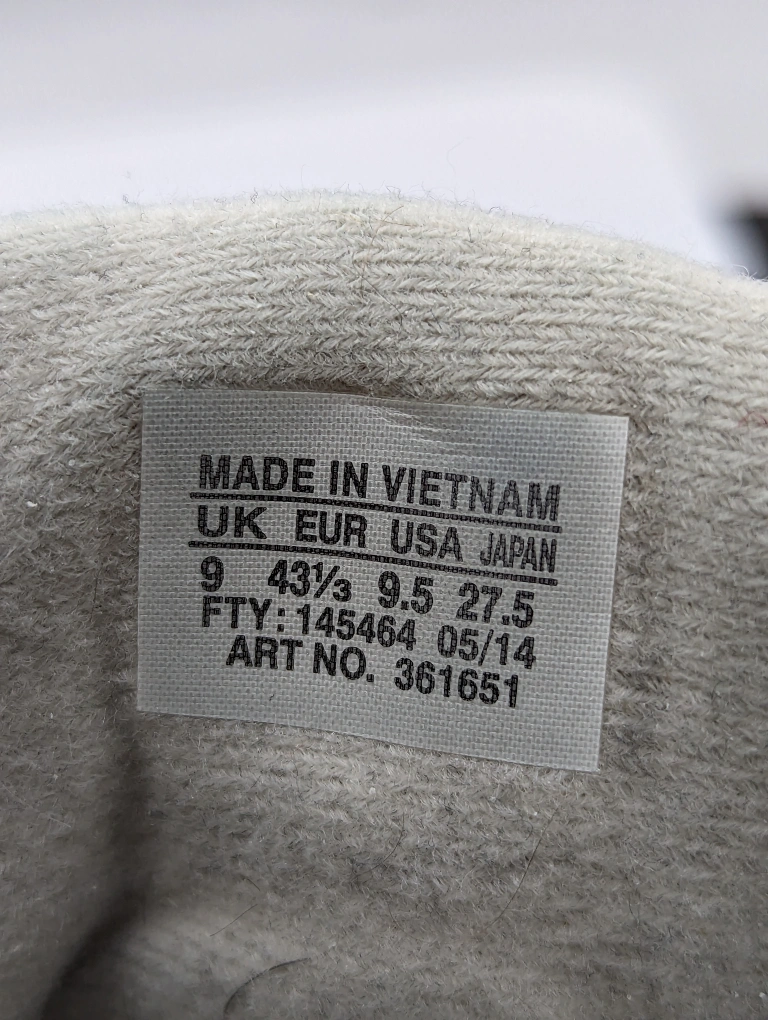 MADE IN VIETNAM
UK EUR USA JAPAN
9 43⅓ 9.5 27.5
FTY: 145464 05/14
ART NO. 361651